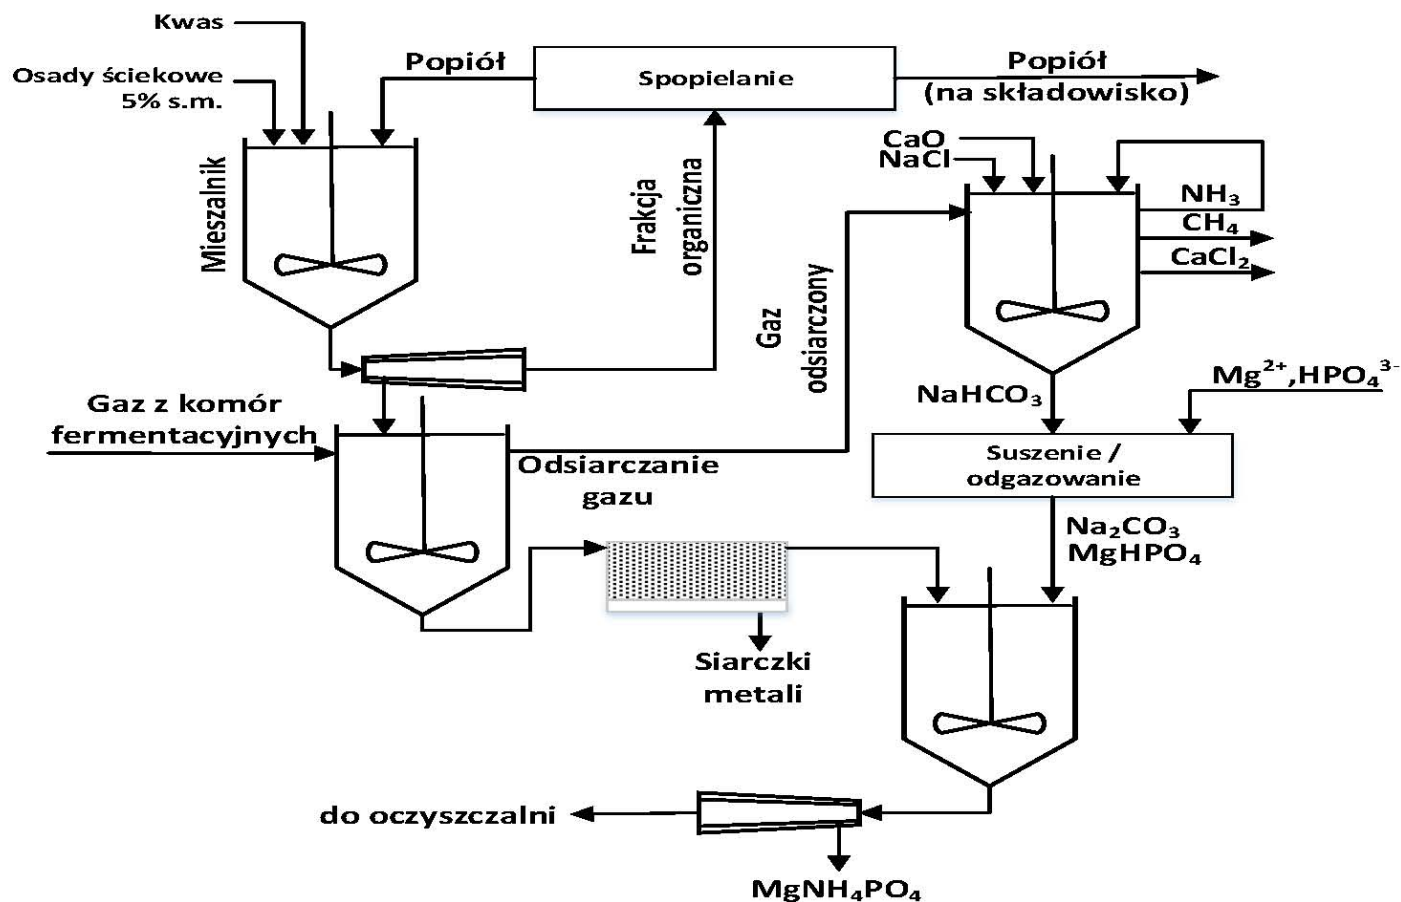 Kwas
Osady ściekowe
5% s.m.
Popiół
Spopielanie
Popiół
(na składowisko)
Mieszalnik
Frakcja
organiczna
CaO
NaCl
NH₃
CH₄
CaCl₂
Gaz
odsiarczony
Gaz z komór
fermentacyjnych
NaHCO₃
Mg²⁺,HPO₄³⁻
Odsiarczanie
gazu
Suszenie /
odgazowanie
Na₂CO₃
MgHPO₄
Siarczki
metali
do oczyszczalni
MgNH₄PO₄